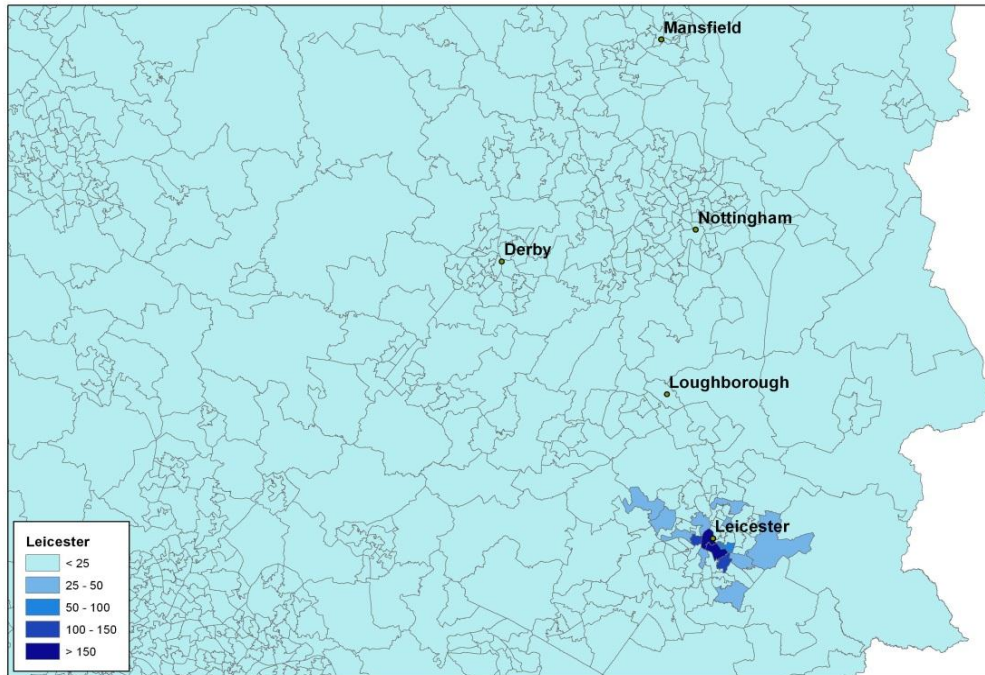 Mansfield
Nottingham
Derby
Loughborough
Leicester
Leicester
< 25
25 - 50
50 - 100
100 - 150
> 150